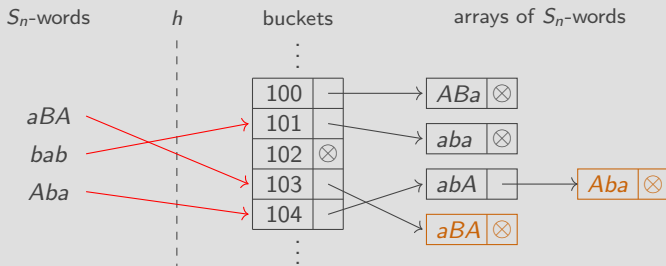 Sₙ-words h buckets arrays of Sₙ-words
⋮
100 ABa ⊗
aBA 101 aba ⊗
bab 102 ⊗
Aba 103 abA Aba ⊗
104 aBA ⊗
⋮